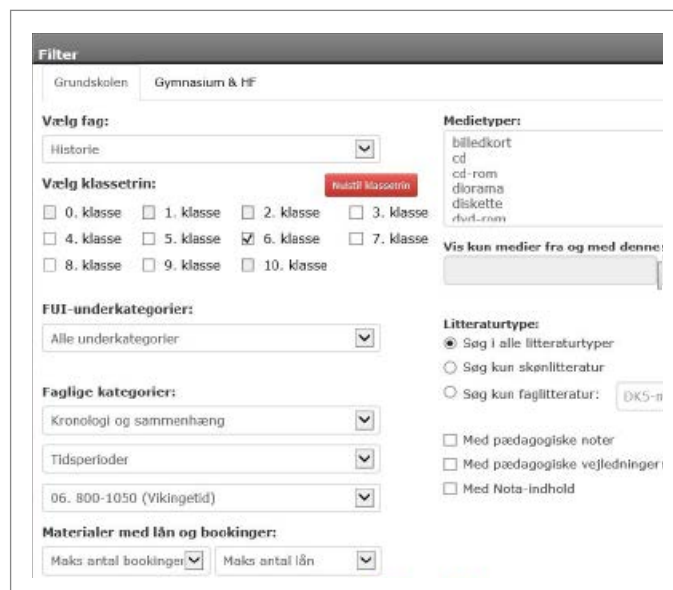 Filter
Grundskolen
Gymnasium & HF
Vælg fag:
Historie
Vælg klassetrin:
Nulstil klassetrin
0. klasse 1. klasse 2. klasse 3. klasse
4. klasse 5. klasse 6. klasse 7. klasse
8. klasse 9. klasse 10. klasse
FUI-underkategorier:
Alle underkategorier
Faglige kategorier:
Kronologi og sammenhæng
Tidsperioder
06. 800-1050 (Vikingetid)
Materialer med lån og bookinger:
Maks antal bookinger Maks antal lån
Medietyper:
billedkort
cd
cd-rom
diorama
diskette
dvd-rom
Vis kun medier fra og med denne
Litteraturtype:
Søg i alle litteraturtyper
Søg kun skønlitteratur
Søg kun faglitteratur: DK5-
Med pædagogiske noter
Med pædagogiske vejledninger
Med Nota-indhold